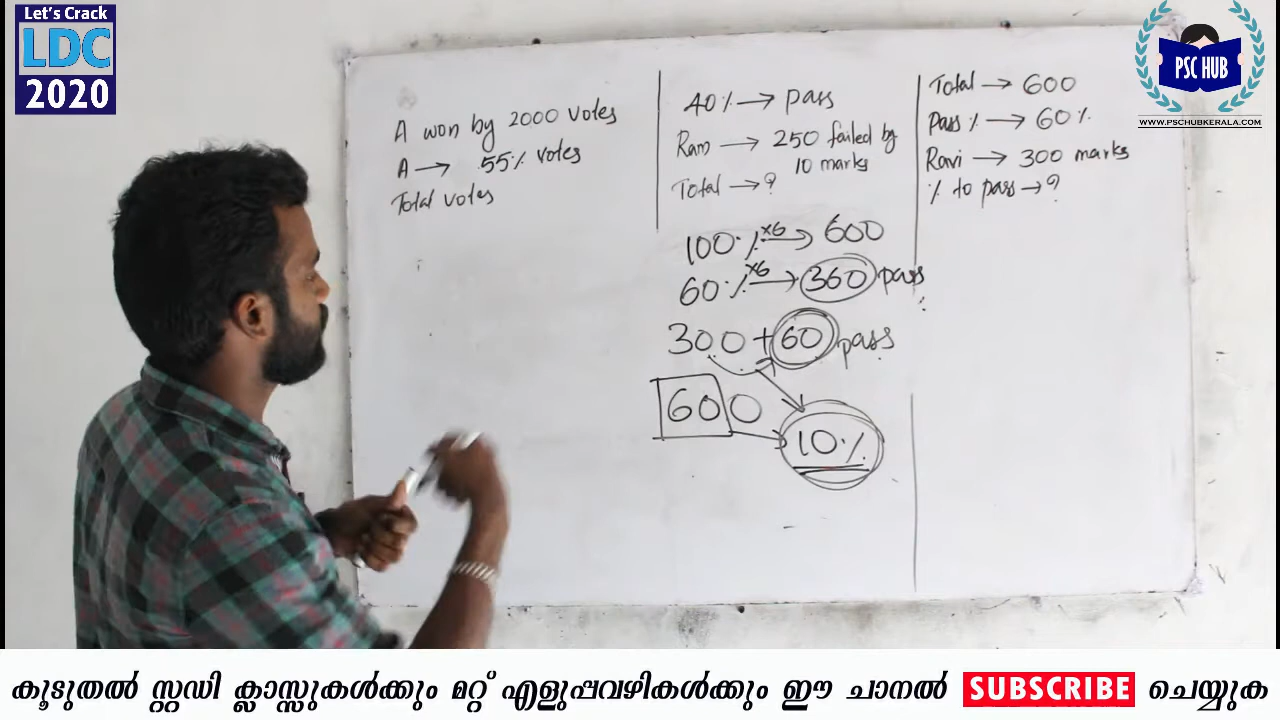 Let's Crack
LDC
2020
PSC HUB
WWW.PSCHUBKERALA.COM
A won by 2000 votes
A → 55% votes
Total votes
40% → pass
Ram → 250 failed by
10 marks
Total → ?
Total → 600
Pass % → 60%
Ravi → 300 marks
% to pass → ?
100% ×6 → 600
60% ×6 → 360 pass
300 + 60 pass
600
10%
കൂടുതൽ സ്റ്റഡി ക്ലാസ്സുകൾക്കും മറ്റ് എളുപ്പവഴികൾക്കും ഈ ചാനൽ SUBSCRIBE ചെയ്യുക